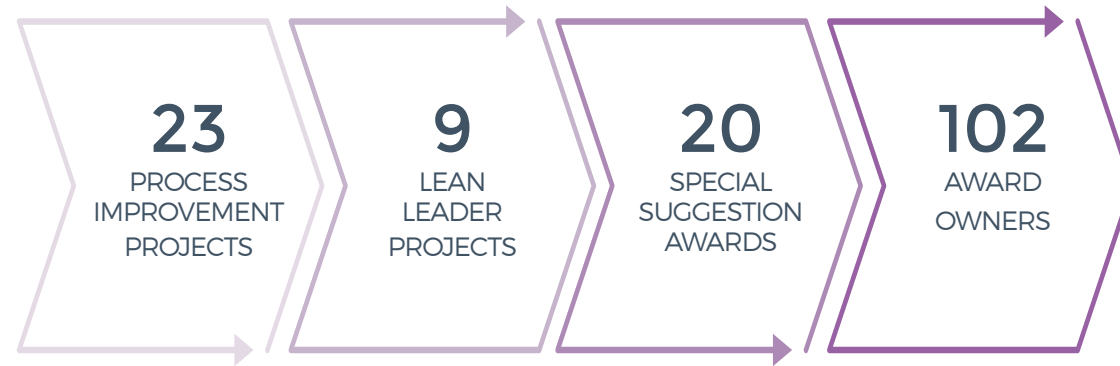 23
PROCESS
IMPROVEMENT
PROJECTS
9
LEAN
LEADER
PROJECTS
20
SPECIAL
SUGGESTION
AWARDS
102
AWARD
OWNERS